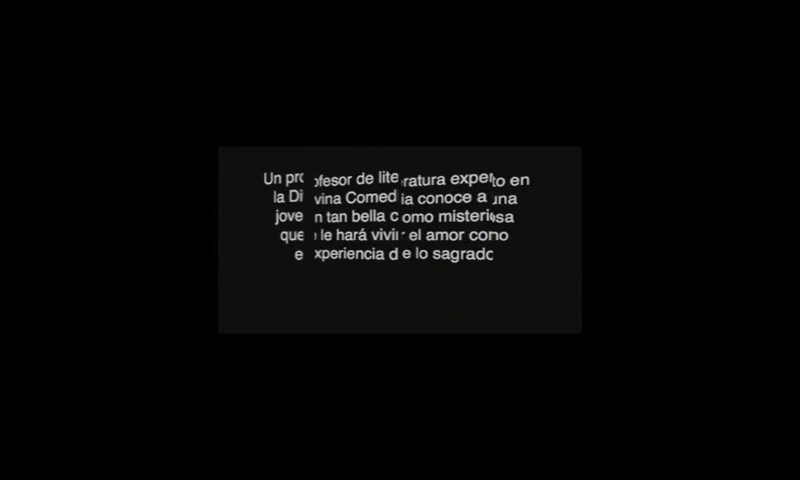 Un profesor de literatura experto en
la Divina Comedia conoce a una
joven tan bella como misteriosa
que le hará vivir el amor como
experiencia de lo sagrado